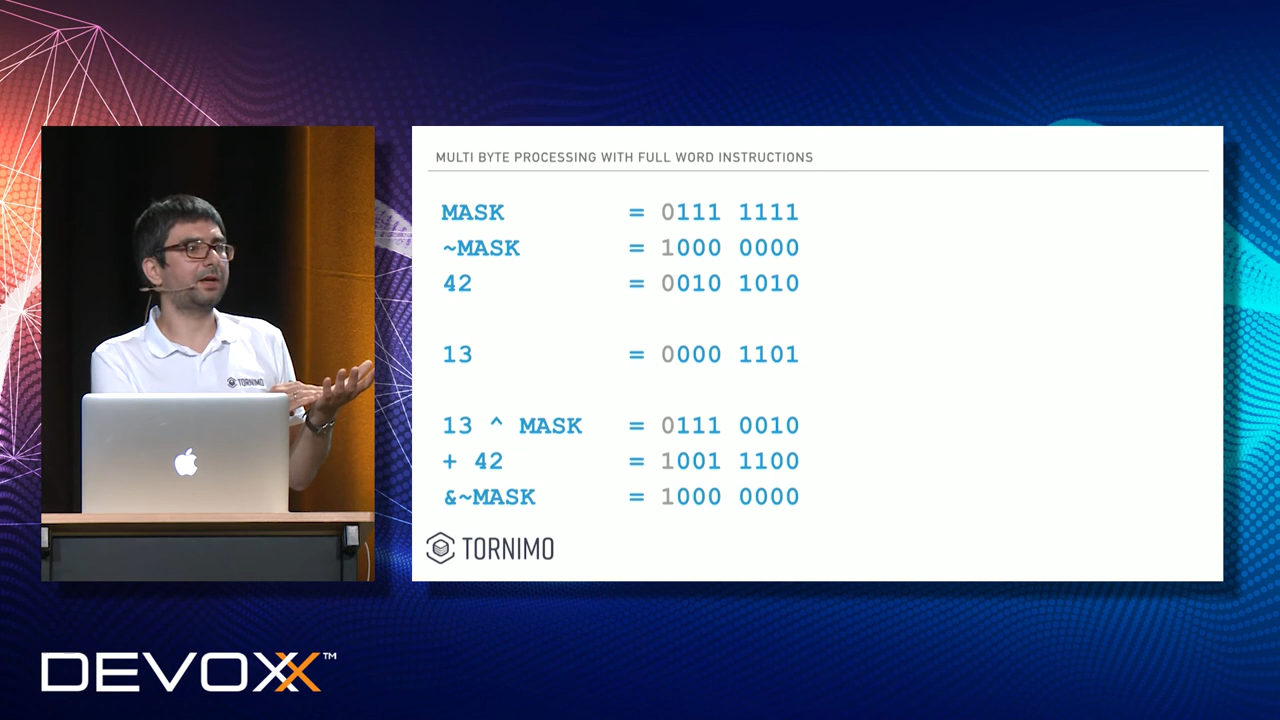 MULTI BYTE PROCESSING WITH FULL WORD INSTRUCTIONS
MASK = 0111 1111
~MASK = 1000 0000
42 = 0010 1010
13 = 0000 1101
13 ^ MASK = 0111 0010
+ 42 = 1001 1100
&~MASK = 1000 0000
TORNIMO
TORNIMO
DEVOXX™